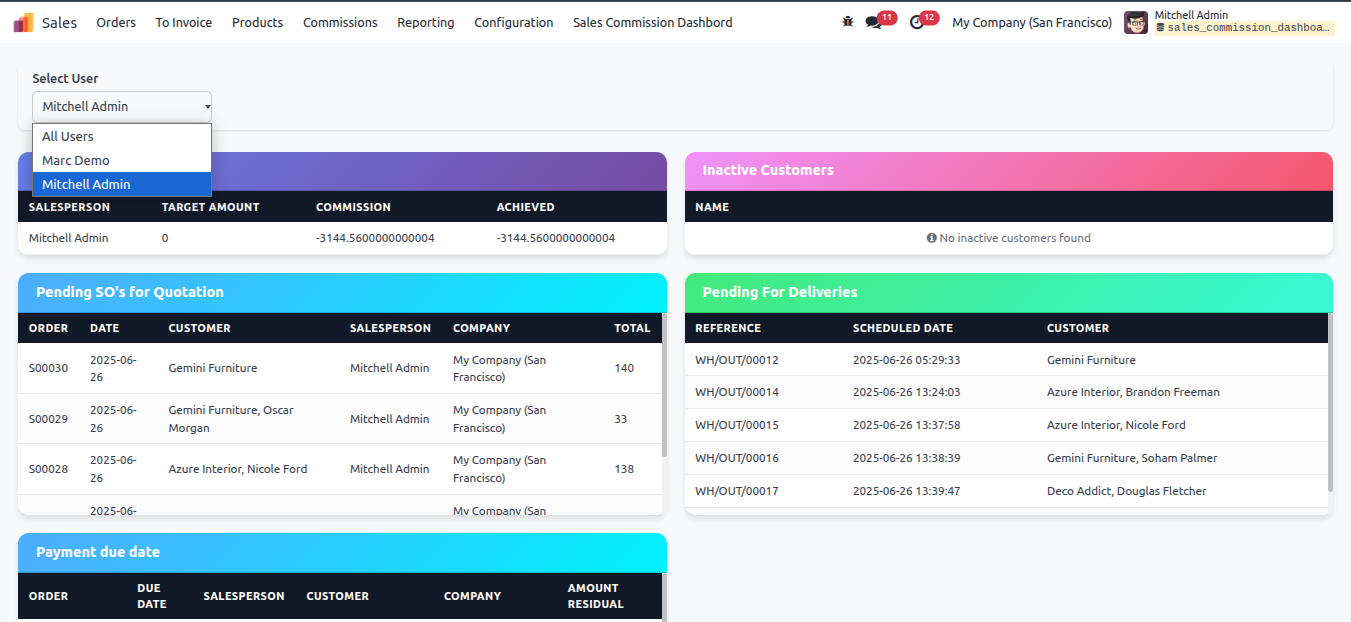 Sales Orders To Invoice Products Commissions Reporting Configuration Sales Commission Dashbord 11 12 My Company (San Francisco) Mitchell Admin
sales_commission_dashboa...
Select User
Mitchell Admin
All Users
Marc Demo
Mitchell Admin
SALESPERSON TARGET AMOUNT COMMISSION ACHIEVED
Mitchell Admin 0 -3144.5600000000004 -3144.5600000000004
Inactive Customers
NAME
No inactive customers found
Pending SO's for Quotation
ORDER DATE CUSTOMER SALESPERSON COMPANY TOTAL
S00030 2025-06-26 Gemini Furniture Mitchell Admin My Company (San Francisco) 140
S00029 2025-06-26 Gemini Furniture, Oscar Morgan Mitchell Admin My Company (San Francisco) 33
S00028 2025-06-26 Azure Interior, Nicole Ford Mitchell Admin My Company (San Francisco) 138
2025-06- My Company (San
Pending For Deliveries
REFERENCE SCHEDULED DATE CUSTOMER
WH/OUT/00012 2025-06-26 05:29:33 Gemini Furniture
WH/OUT/00014 2025-06-26 13:24:03 Azure Interior, Brandon Freeman
WH/OUT/00015 2025-06-26 13:37:58 Azure Interior, Nicole Ford
WH/OUT/00016 2025-06-26 13:38:39 Gemini Furniture, Soham Palmer
WH/OUT/00017 2025-06-26 13:39:47 Deco Addict, Douglas Fletcher
Payment due date
ORDER DUE DATE SALESPERSON CUSTOMER COMPANY AMOUNT RESIDUAL